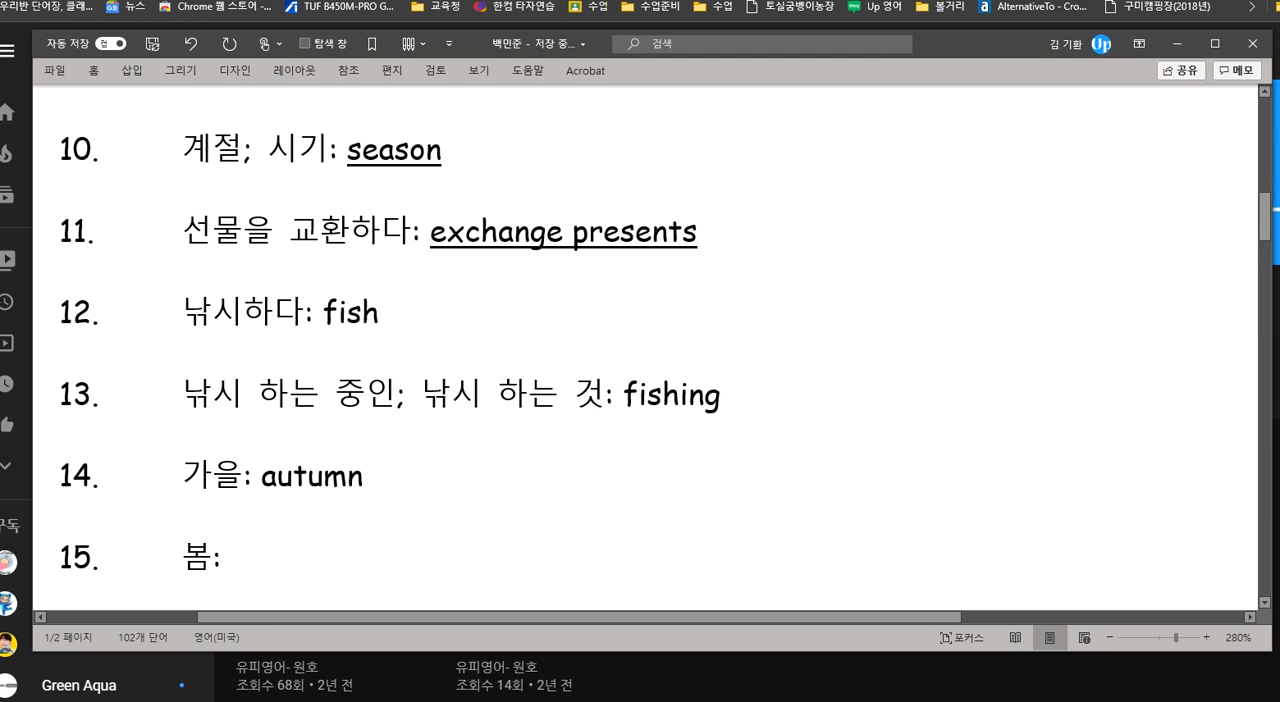 우리반 단어장, 클래... 뉴스 Chrome 웹 스토어 -... TUF B450M-PRO G... 교육청 한컴 타자연습 수업 수업준비 수업 토실굼벵이농장 Up 영어 볼거리 AlternativeTo - Cro... 구미캠핑장(2018년)
자동 저장 탐색 창 백민준 - 저장 중... 검색 김 기환 Up
파일 홈 삽입 그리기 디자인 레이아웃 참조 편지 검토 보기 도움말 Acrobat 공유 메모
10. 계절; 시기: season
11. 선물을 교환하다: exchange presents
12. 낚시하다: fish
13. 낚시 하는 중인; 낚시 하는 것: fishing
14. 가을: autumn
15. 봄:
구독
1/2 페이지 102개 단어 영어(미국) 포커스 280%
유피영어- 원호 유피영어- 원호
조회수 68회 • 2년 전 조회수 14회 • 2년 전
Green Aqua